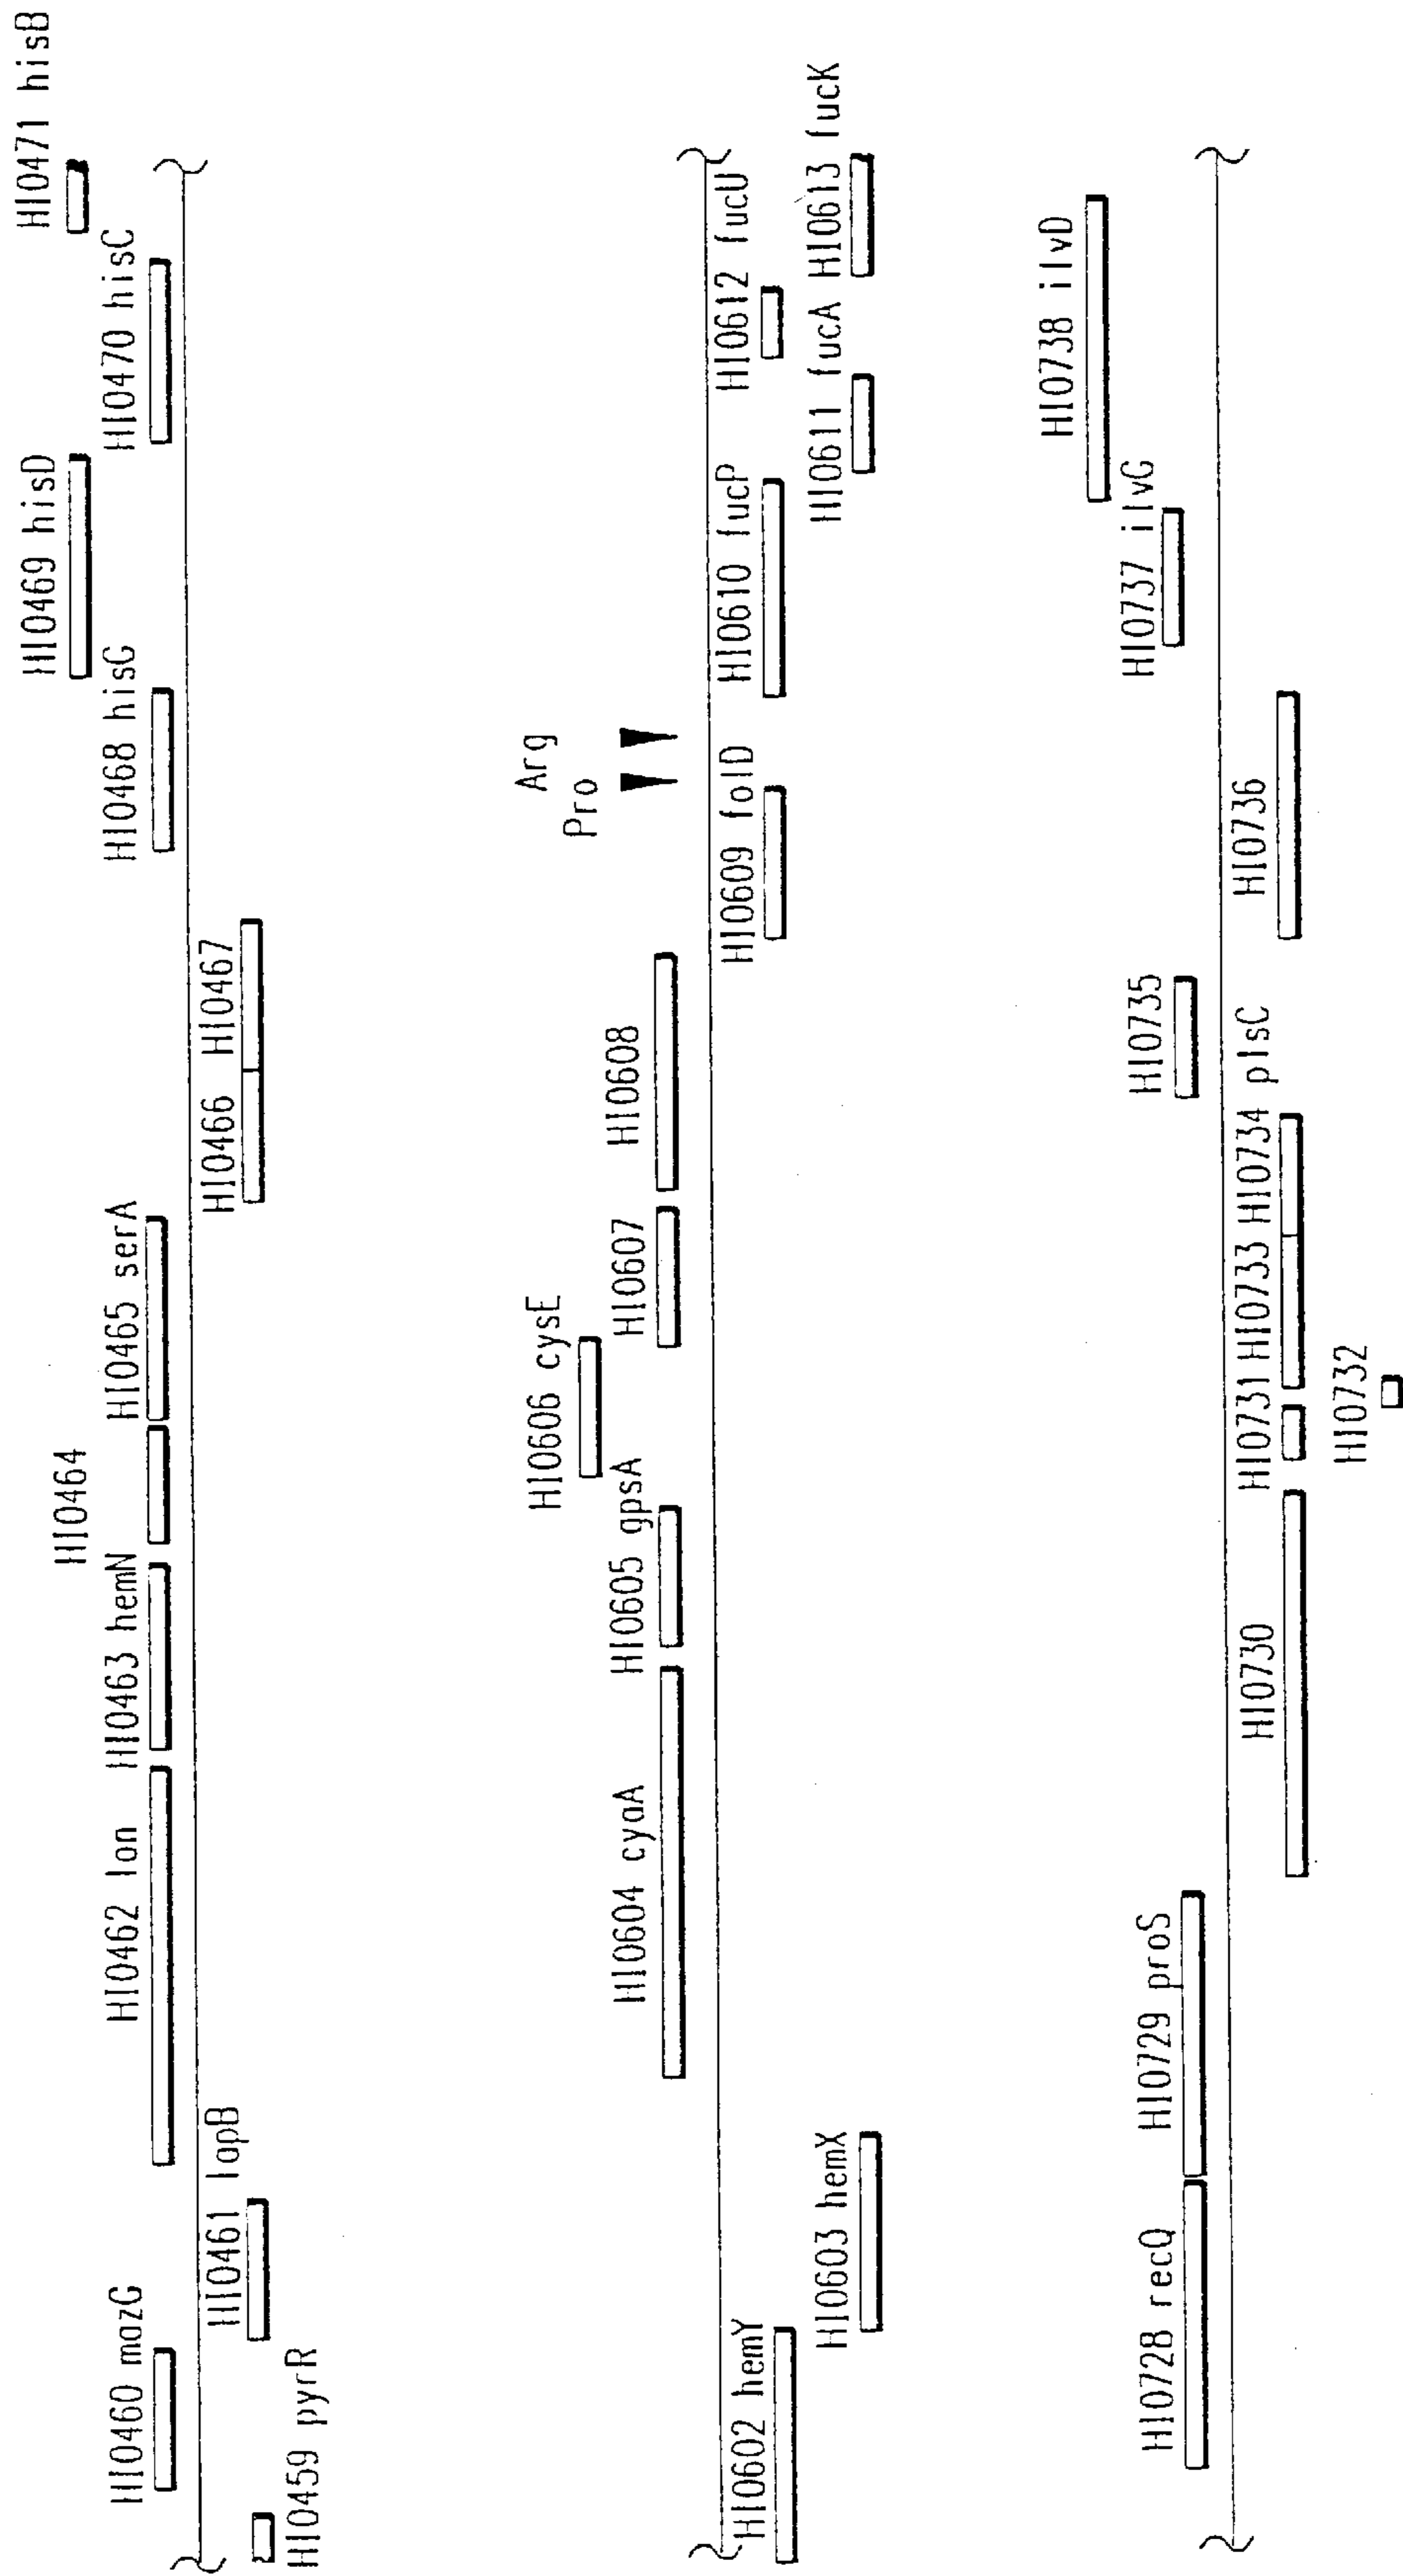 HI0459 pyrR
HI0460 mazG
HI0461 lapB
HI0462 lon
HI0463 hemN
HI0464
HI0465 serA
HI0466
HI0467
HI0468 hisG
HI0469 hisD
HI0470 hisC
HI0471 hisB
HI0602 hemY
HI0603 hemX
HI0604 cyaA
HI0605 gpsA
HI0606 cysE
HI0607
HI0608
HI0609 folD
Pro
Arg
HI0610 fucP
HI0611 fucA
HI0612 fucU
HI0613 fucK
HI0728 recQ
HI0729 proS
HI0730
HI0731
HI0732
HI0733
HI0734 plsC
HI0735
HI0736
HI0737 ilvG
HI0738 ilvD